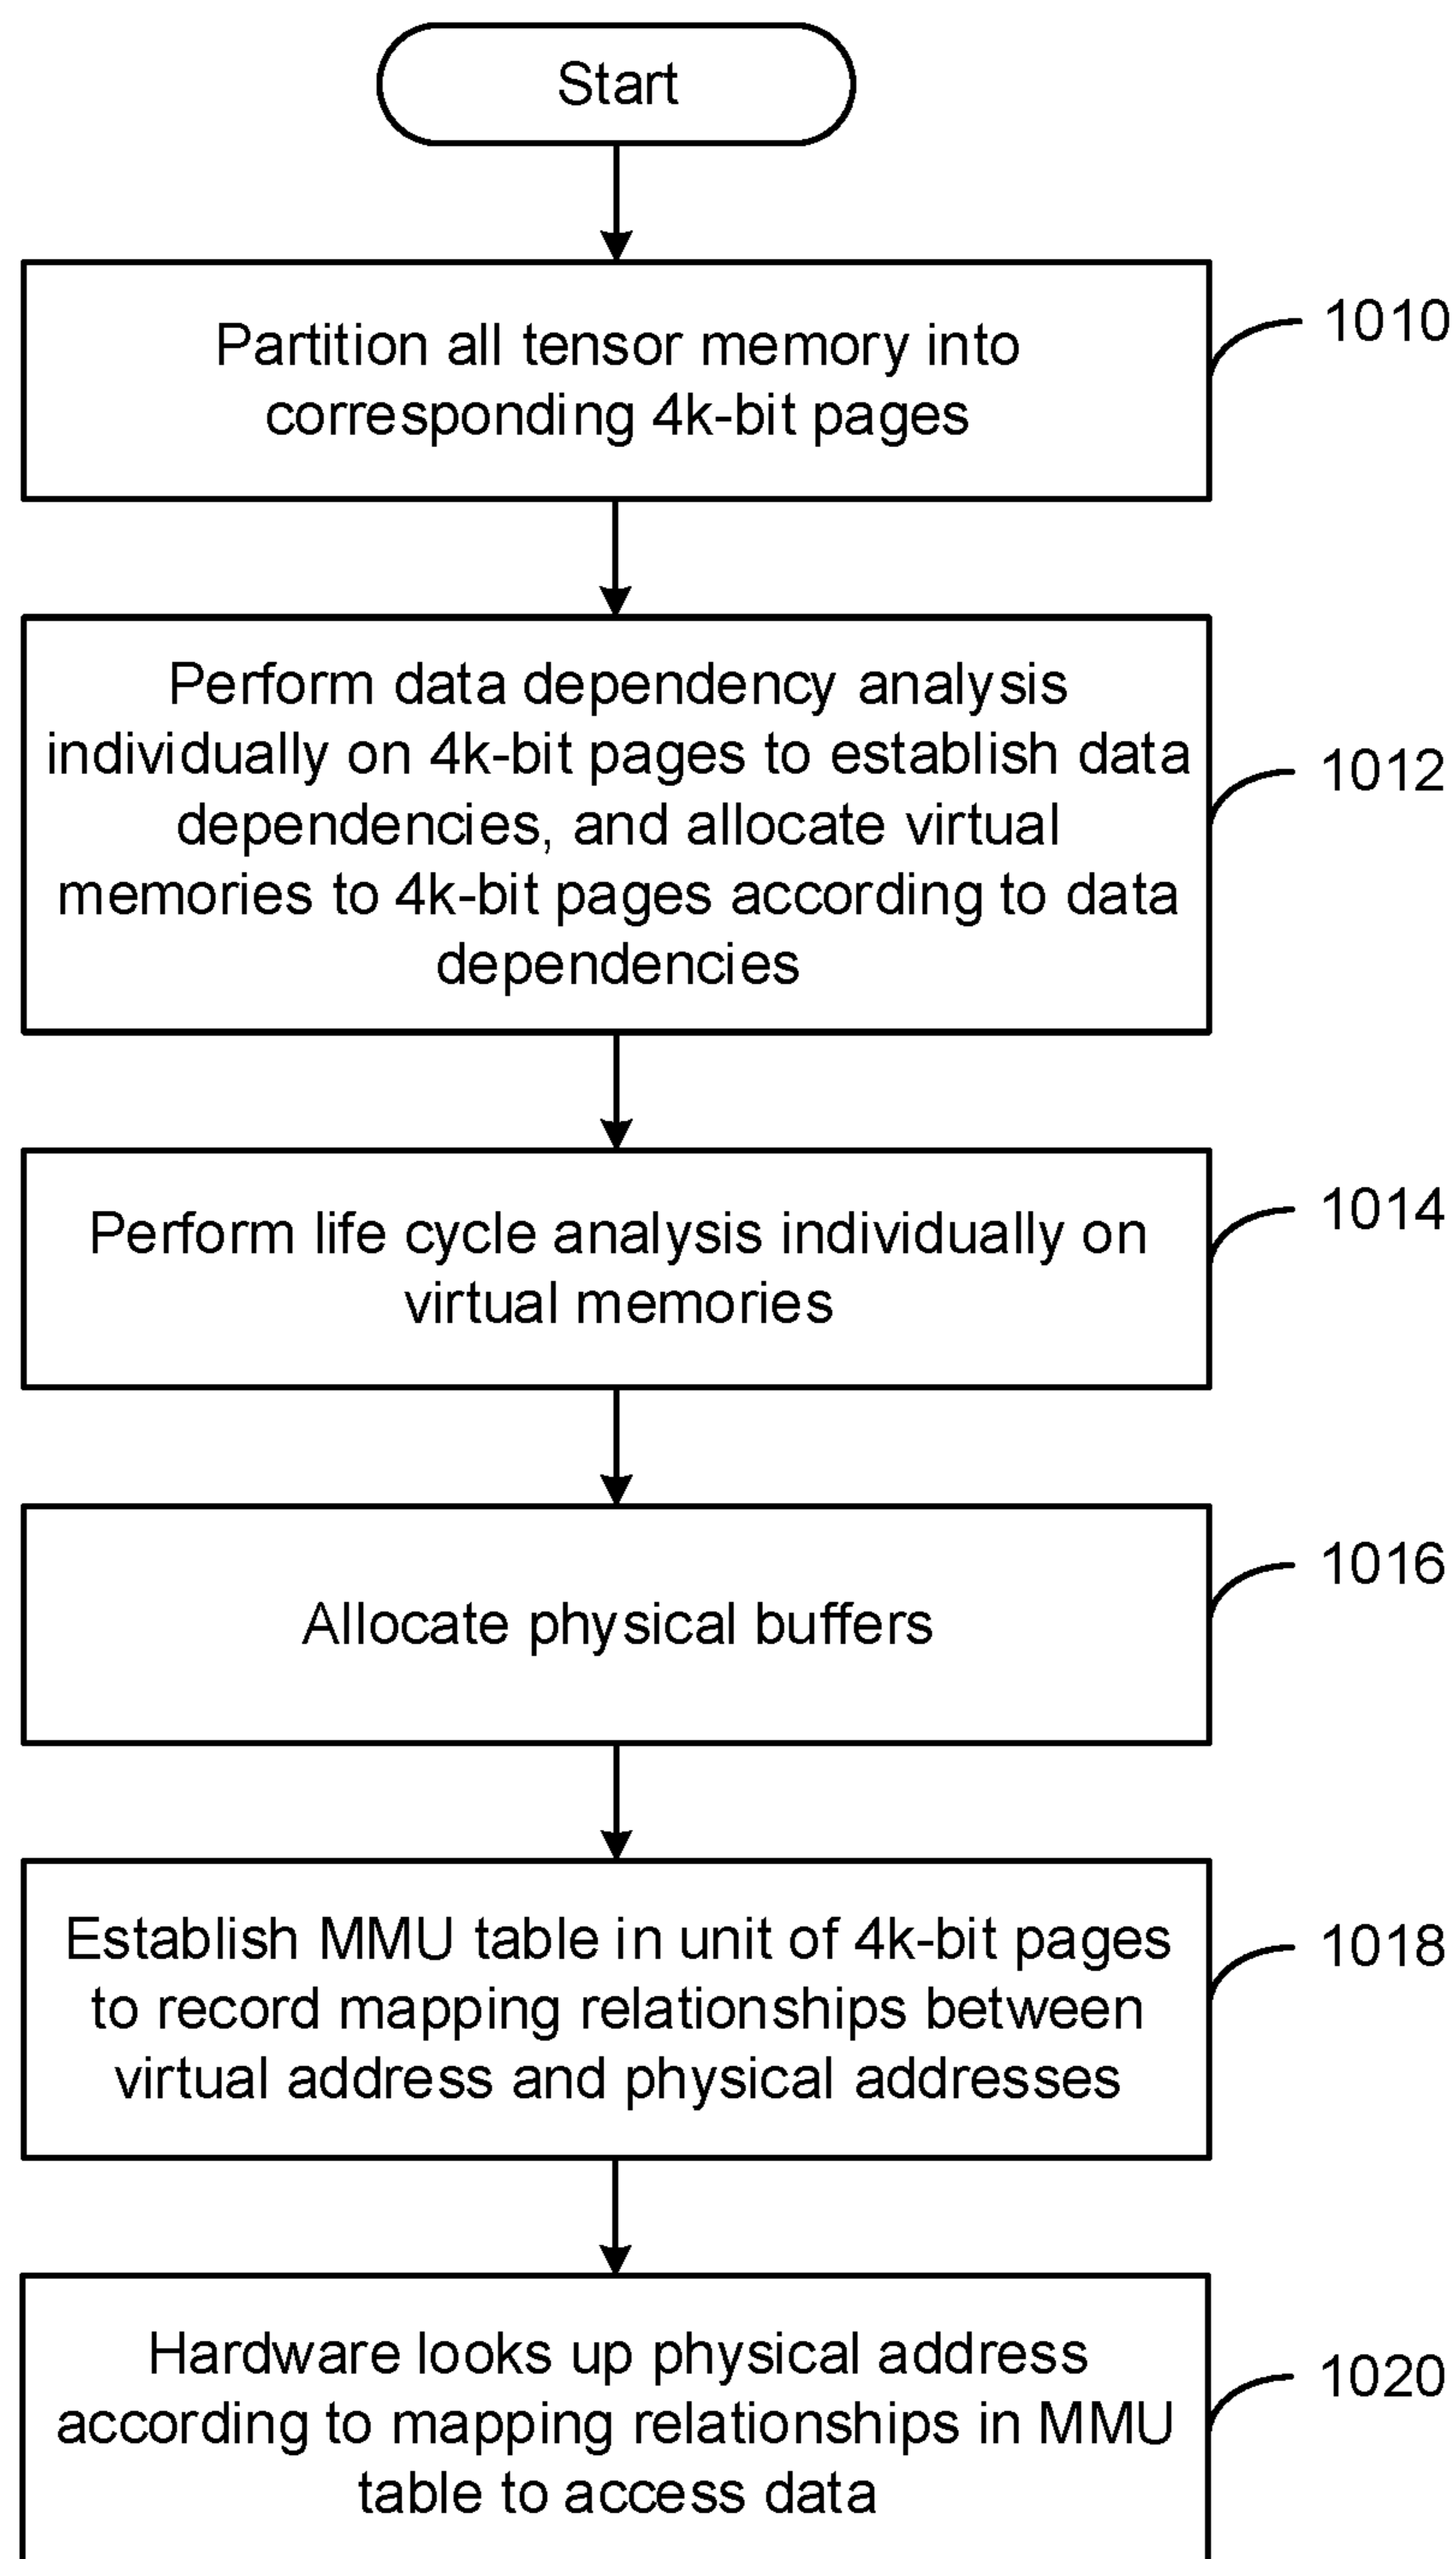 Start
Partition all tensor memory into
corresponding 4k-bit pages
1010
Perform data dependency analysis
individually on 4k-bit pages to establish data
dependencies, and allocate virtual
memories to 4k-bit pages according to data
dependencies
1012
Perform life cycle analysis individually on
virtual memories
1014
Allocate physical buffers
1016
Establish MMU table in unit of 4k-bit pages
to record mapping relationships between
virtual address and physical addresses
1018
Hardware looks up physical address
according to mapping relationships in MMU
table to access data
1020